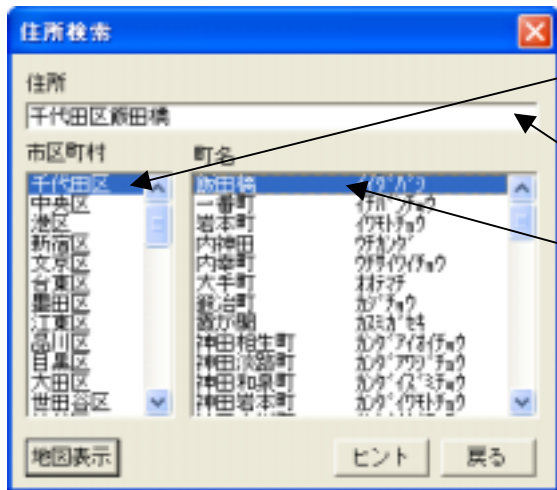 住所検索
住所
千代田区飯田橋
市区町村 町名
千代田区 飯田橋 イイダバシ
中央区 一番町 イチバンチョウ
港区 岩本町 イワモトチョウ
新宿区 内神田 ウチカンダ
文京区 内幸町 ウチサイワイチョウ
台東区 大手町 オオテマチ
墨田区 鍛冶町 カジチョウ
江東区 霞が関 カスミガセキ
品川区 神田相生町 カンダアイオイチョウ
目黒区 神田淡路町 カンダアワジチョウ
大田区 神田和泉町 カンダイズミチョウ
世田谷区 神田岩本町 カンダイワモトチョウ
地図表示 ヒント 戻る